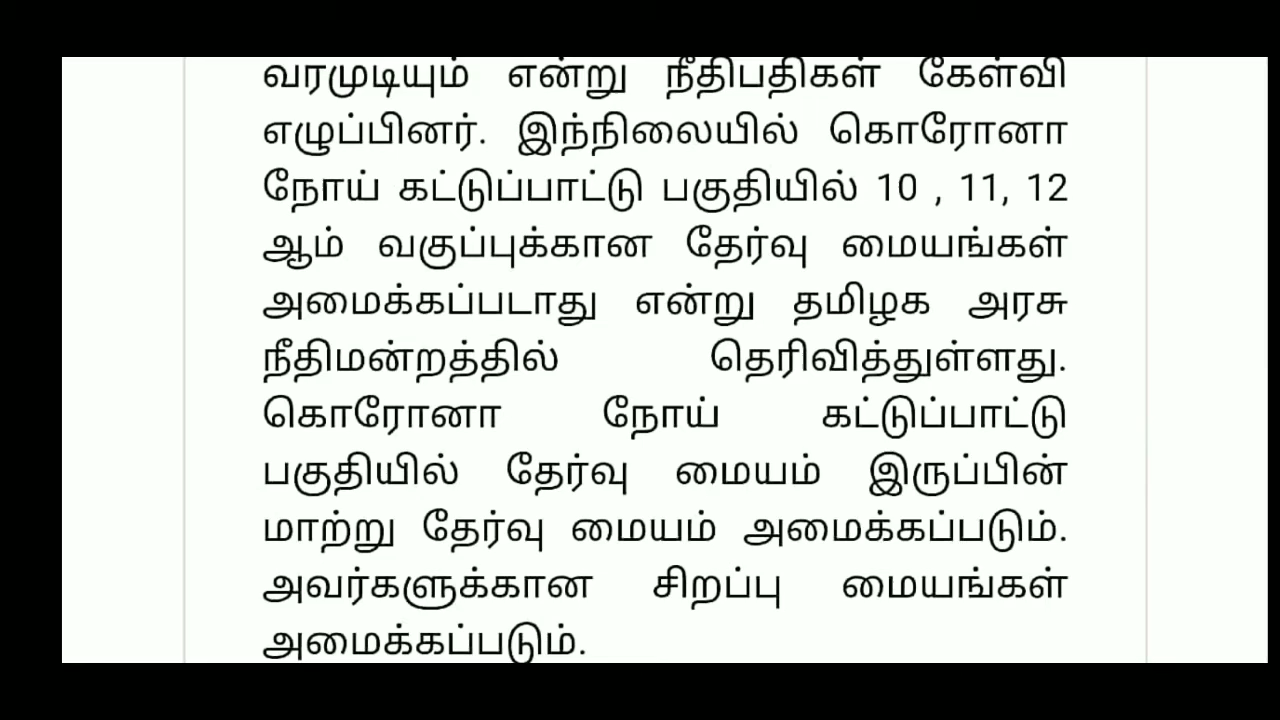 வரமுடியும் என்று நீதிபதிகள் கேள்வி
எழுப்பினர். இந்நிலையில் கொரோனா
நோய் கட்டுப்பாட்டு பகுதியில் 10 , 11, 12
ஆம் வகுப்புக்கான தேர்வு மையங்கள்
அமைக்கப்படாது என்று தமிழக அரசு
நீதிமன்றத்தில் தெரிவித்துள்ளது.
கொரோனா நோய் கட்டுப்பாட்டு
பகுதியில் தேர்வு மையம் இருப்பின்
மாற்று தேர்வு மையம் அமைக்கப்படும்.
அவர்களுக்கான சிறப்பு மையங்கள்
அமைக்கப்படும்.